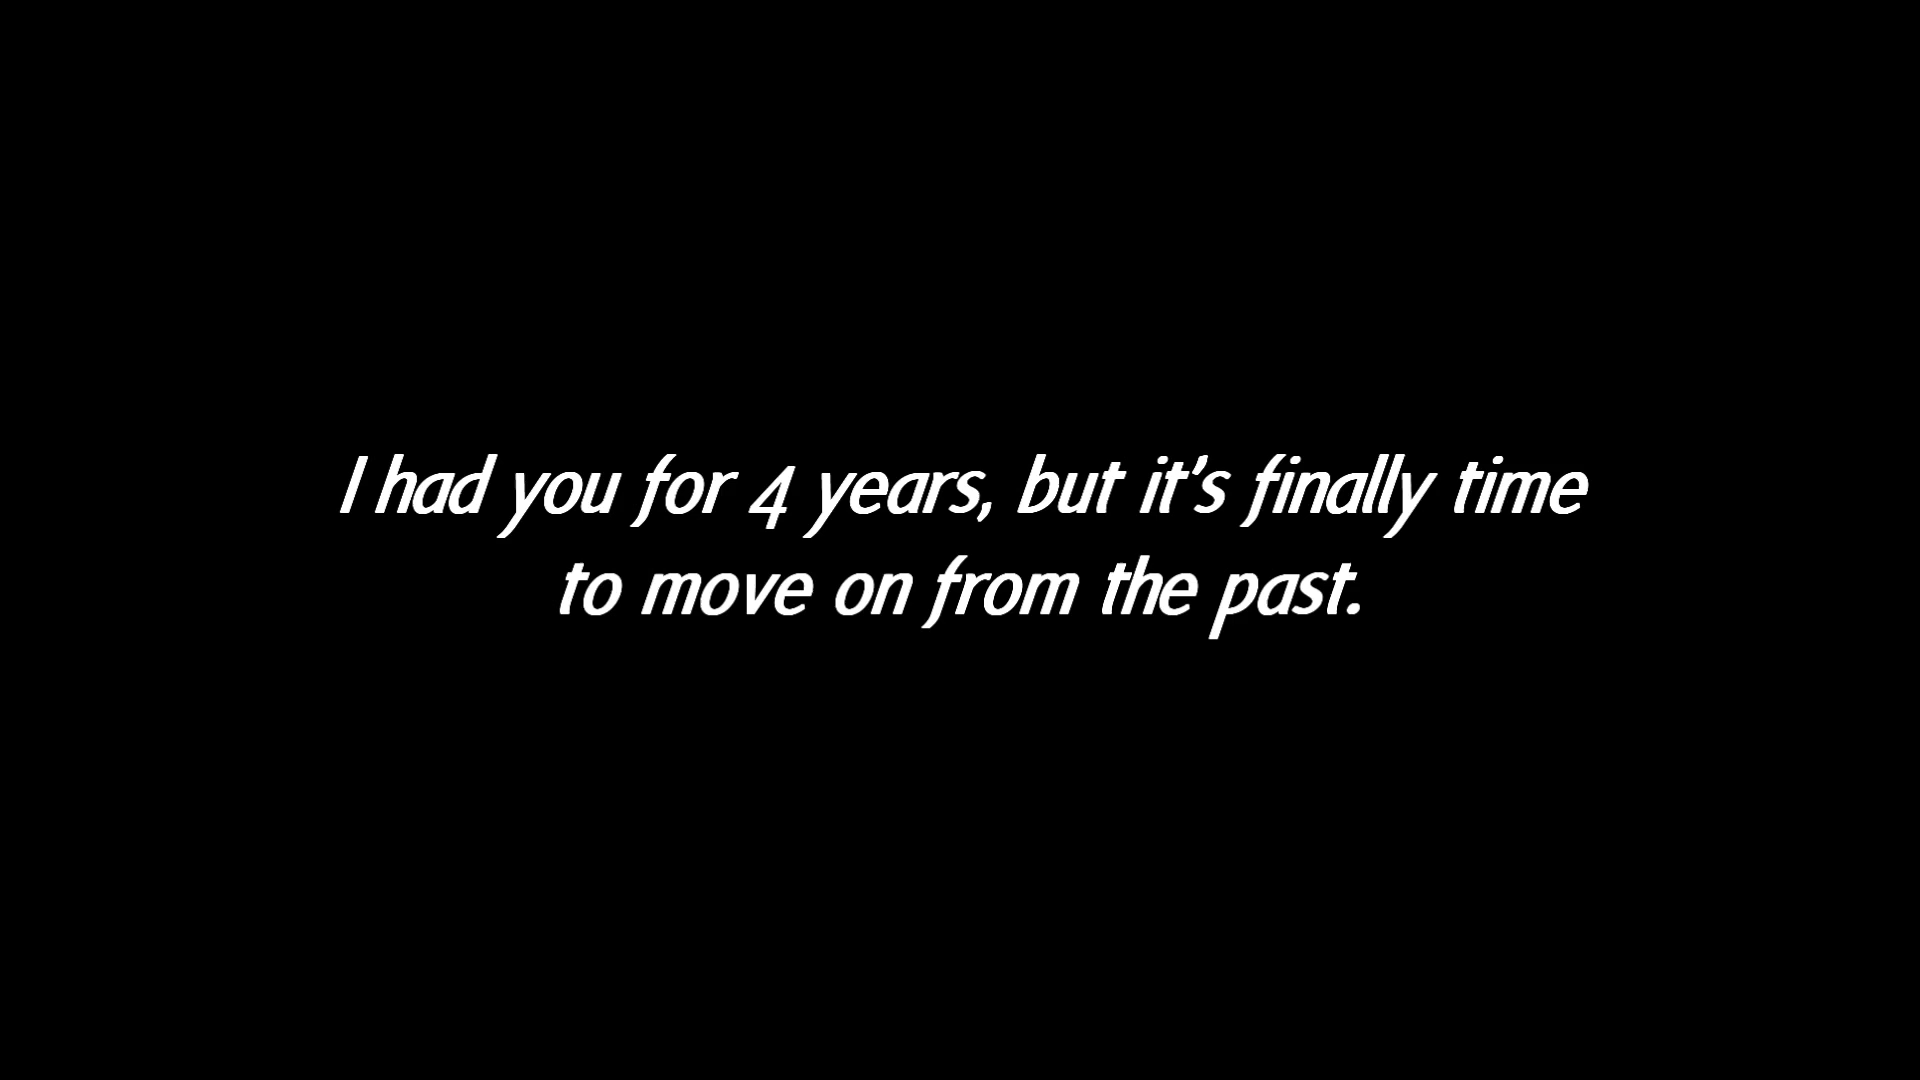 I had you for 4 years, but it's finally time
to move on from the past.